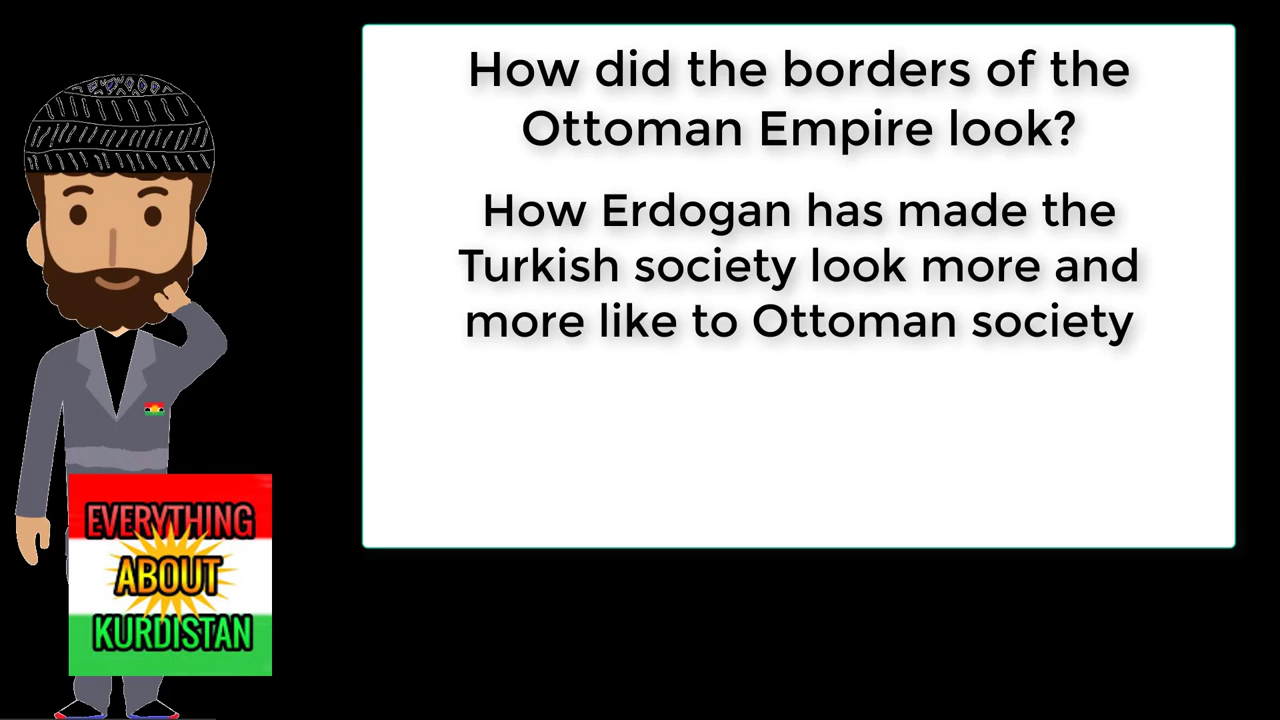 How did the borders of the
Ottoman Empire look?
How Erdogan has made the
Turkish society look more and
more like to Ottoman society
EVERYTHING
ABOUT
KURDISTAN